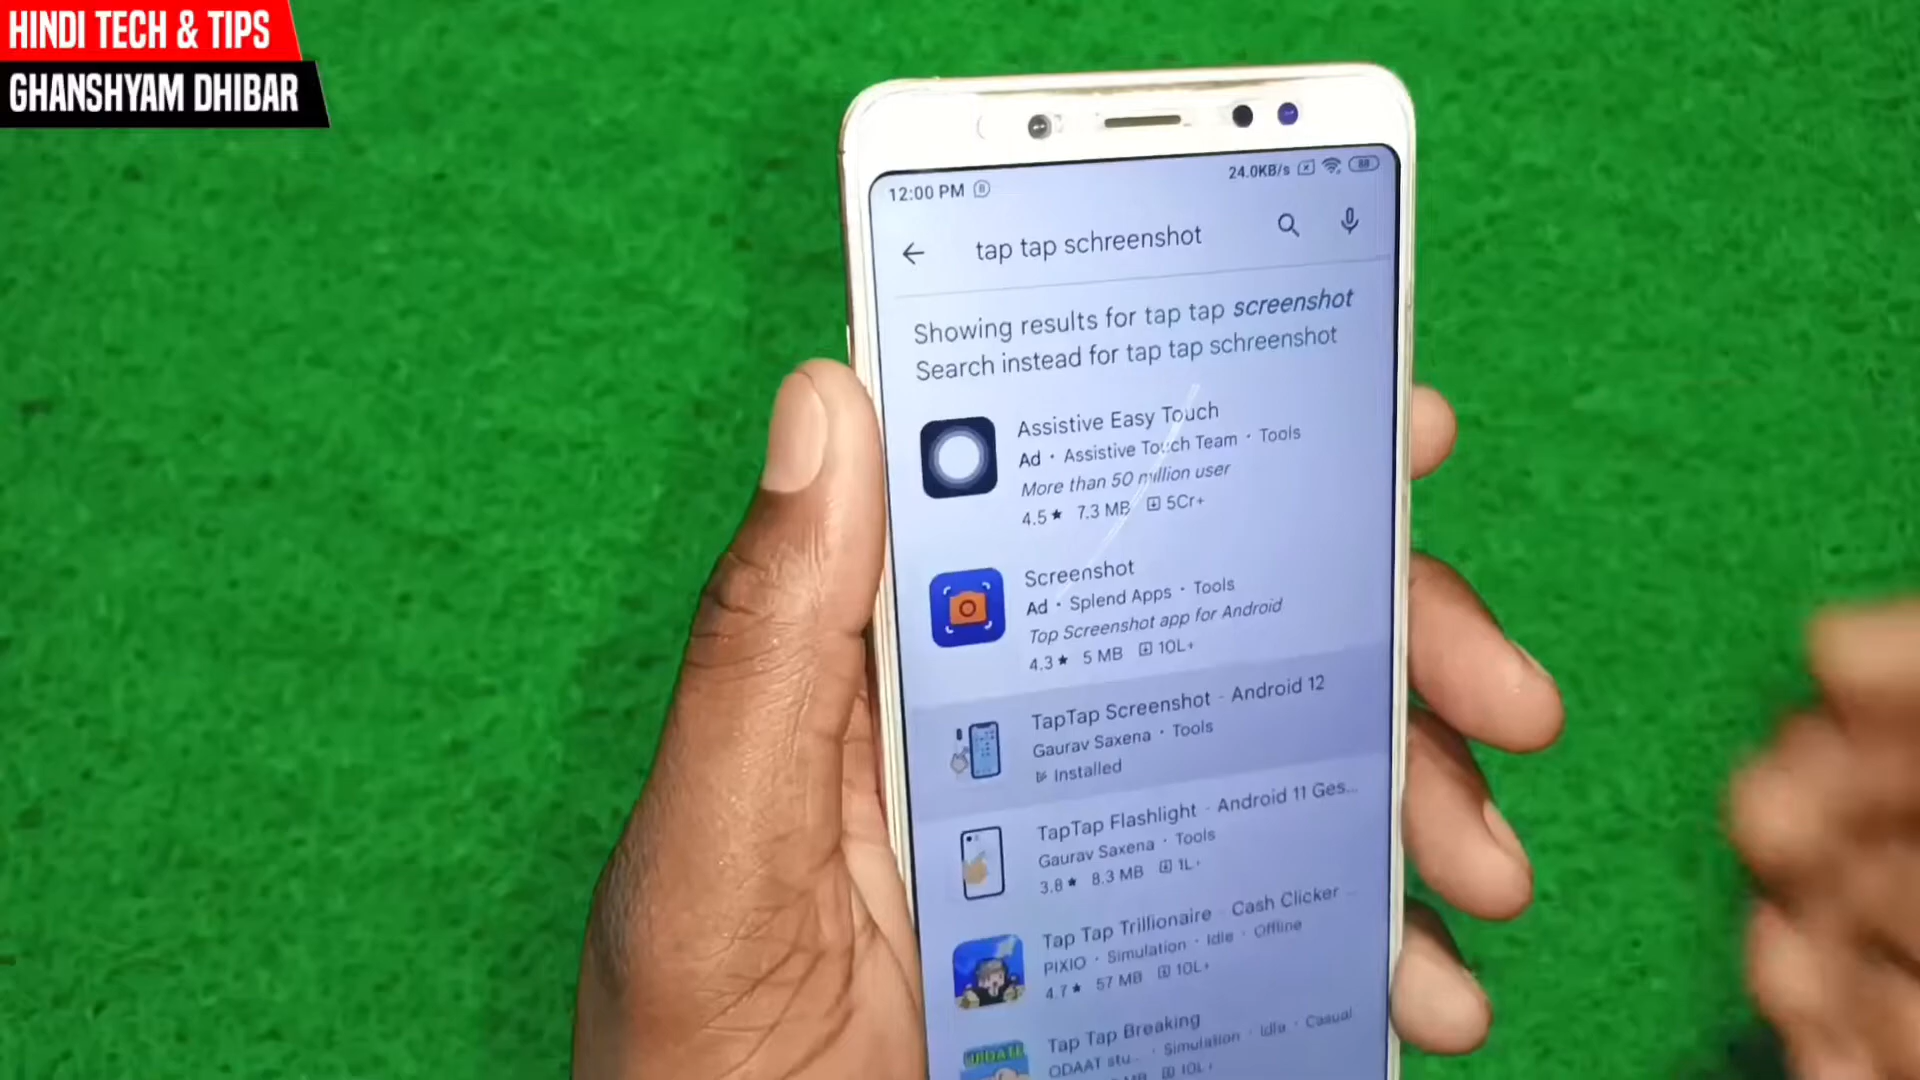 HINDI TECH & TIPS
GHANSHYAM DHIBAR
12:00 PM
24.0KB/s
88
tap tap schreenshot
Showing results for tap tap screenshot
Search instead for tap tap schreenshot
Assistive Easy Touch
Ad · Assistive Touch Team · Tools
More than 50 million user
4.5★ 7.3 MB 5Cr+
Screenshot
Ad · Splend Apps · Tools
Top Screenshot app for Android
4.3★ 5 MB 10L+
TapTap Screenshot - Android 12
Gaurav Saxena · Tools
Installed
TapTap Flashlight - Android 11 Ges...
Gaurav Saxena · Tools
3.8★ 8.3 MB 1L+
Tap Tap Trillionaire - Cash Clicker
PIXIO · Simulation · Idle · Offline
4.7★ 57 MB 10L+
Tap Tap Breaking
ODAAT stu... · Simulation · Idle · Casual
UPDATE
MB 10L+